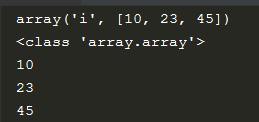 array('i', [10, 23, 45])
<class 'array.array'>
10
23
45